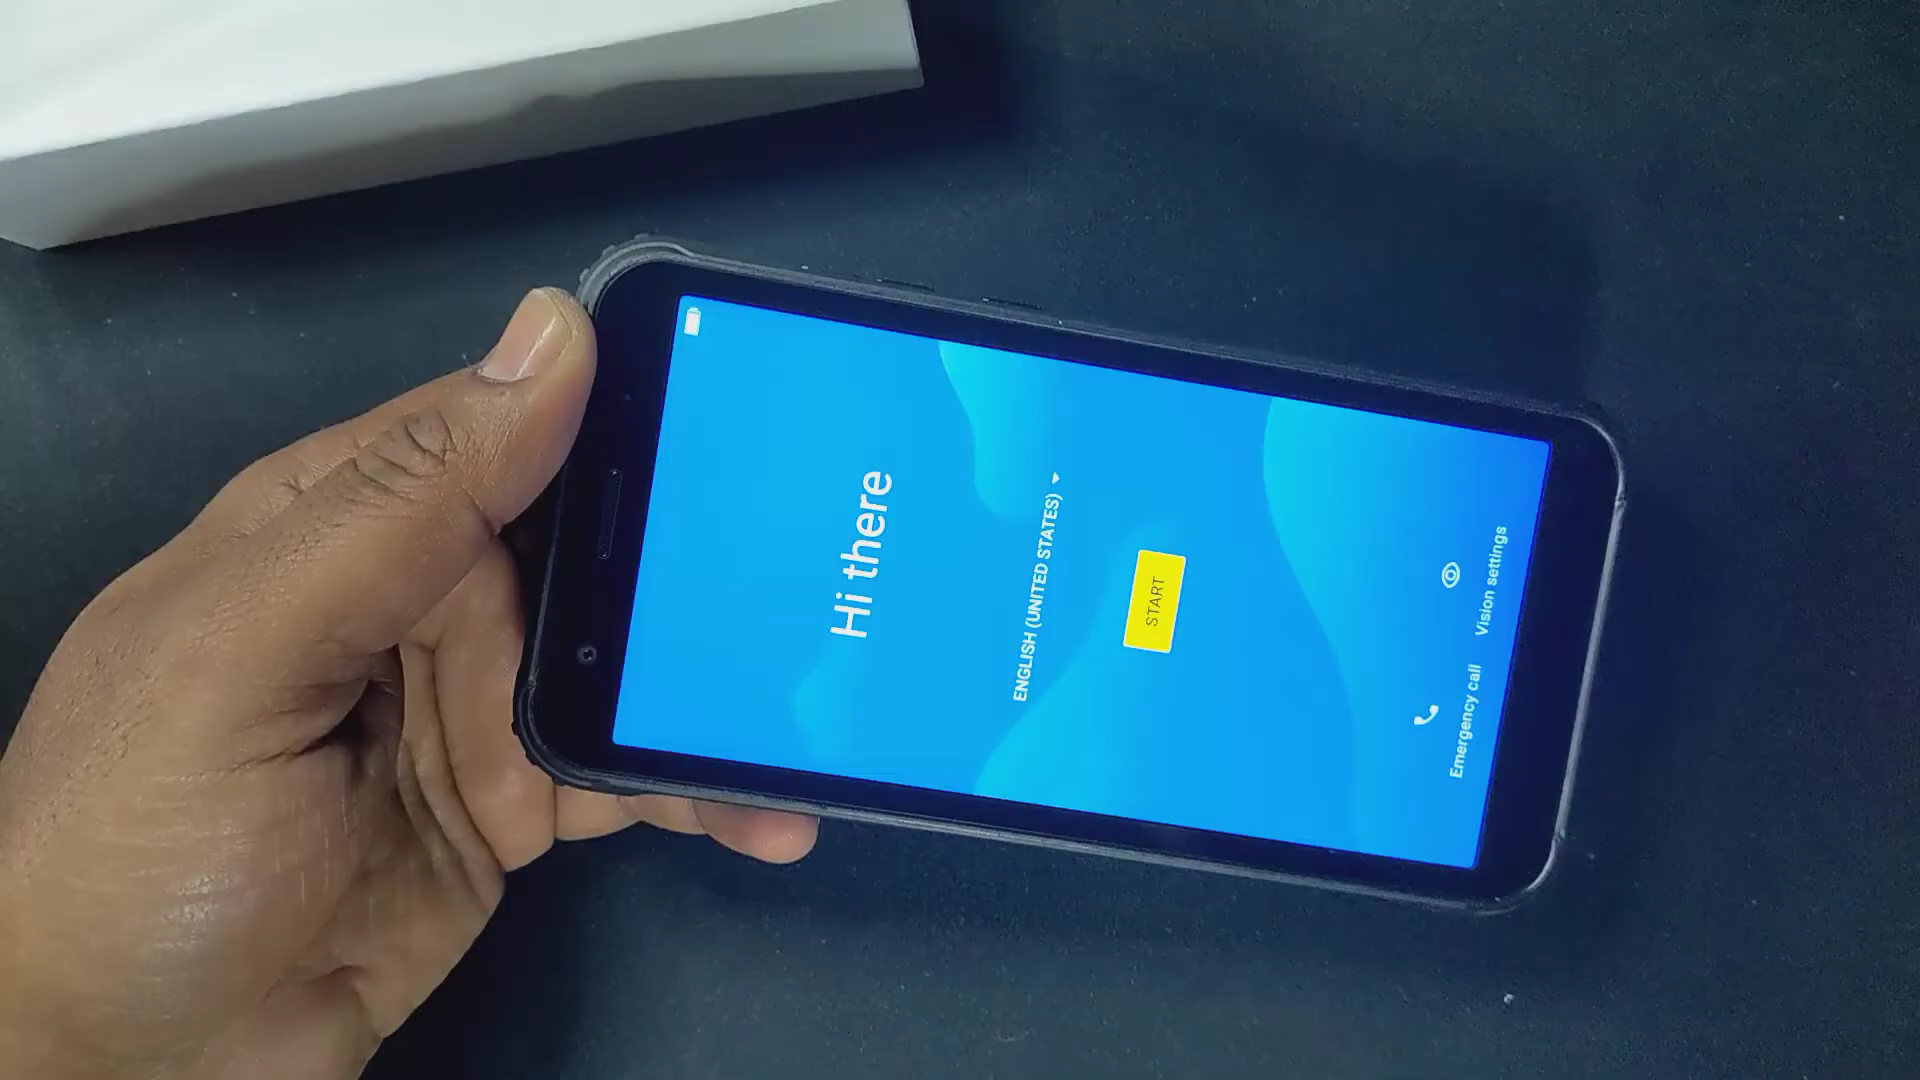 Hi there
ENGLISH (UNITED STATES)
START
Emergency call
Vision settings